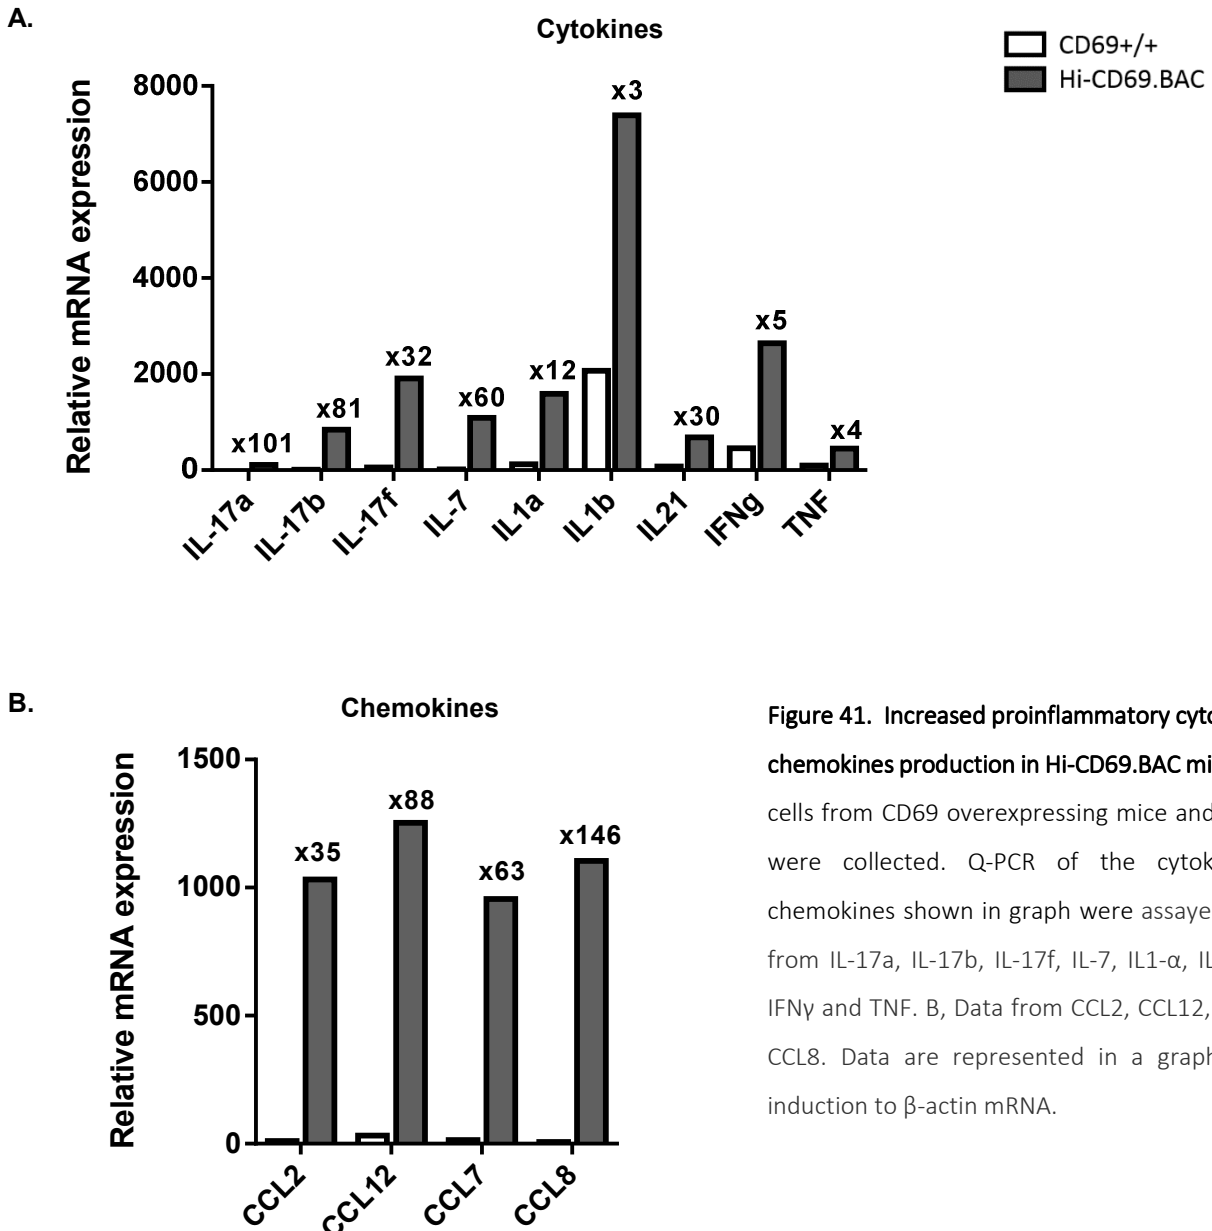 A.
Cytokines
CD69+/+
Hi-CD69.BAC
Relative mRNA expression
8000
6000
4000
2000
0
x101
x81
x32
x60
x12
x3
x30
x5
x4
IL-17a
IL-17b
IL-17f
IL-7
IL1a
IL1b
IL21
IFNg
TNF
B.
Chemokines
Relative mRNA expression
1500
1000
500
0
x35
x88
x63
x146
CCL2
CCL12
CCL7
CCL8
Figure 41. Increased proinflammatory cyto
chemokines production in Hi-CD69.BAC mi
cells from CD69 overexpressing mice and
were collected. Q-PCR of the cytok
chemokines shown in graph were assaye
from IL-17a, IL-17b, IL-17f, IL-7, IL1-α, IL
IFNγ and TNF. B, Data from CCL2, CCL12,
CCL8. Data are represented in a graph
induction to β-actin mRNA.